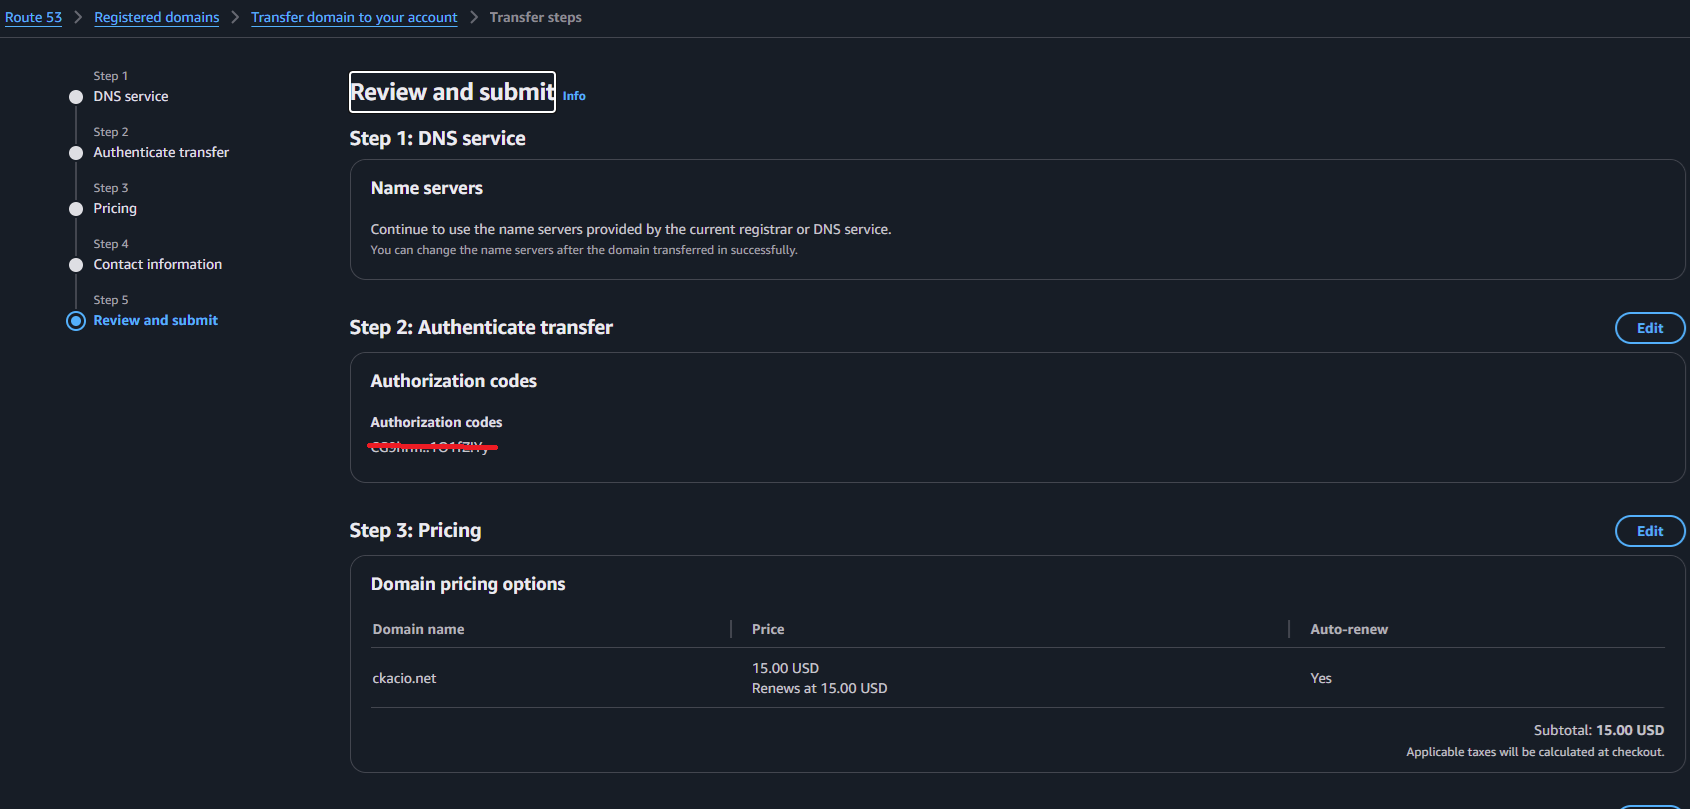 Route 53 Registered domains Transfer domain to your account Transfer steps
Step 1
DNS service
Step 2
Authenticate transfer
Step 3
Pricing
Step 4
Contact information
Step 5
Review and submit
Review and submit Info
Step 1: DNS service
Name servers
Continue to use the name servers provided by the current registrar or DNS service.
You can change the name servers after the domain transferred in successfully.
Step 2: Authenticate transfer Edit
Authorization codes
Authorization codes
Step 3: Pricing Edit
Domain pricing options
Domain name Price Auto-renew
ckacio.net 15.00 USD Yes
Renews at 15.00 USD
Subtotal: 15.00 USD
Applicable taxes will be calculated at checkout.